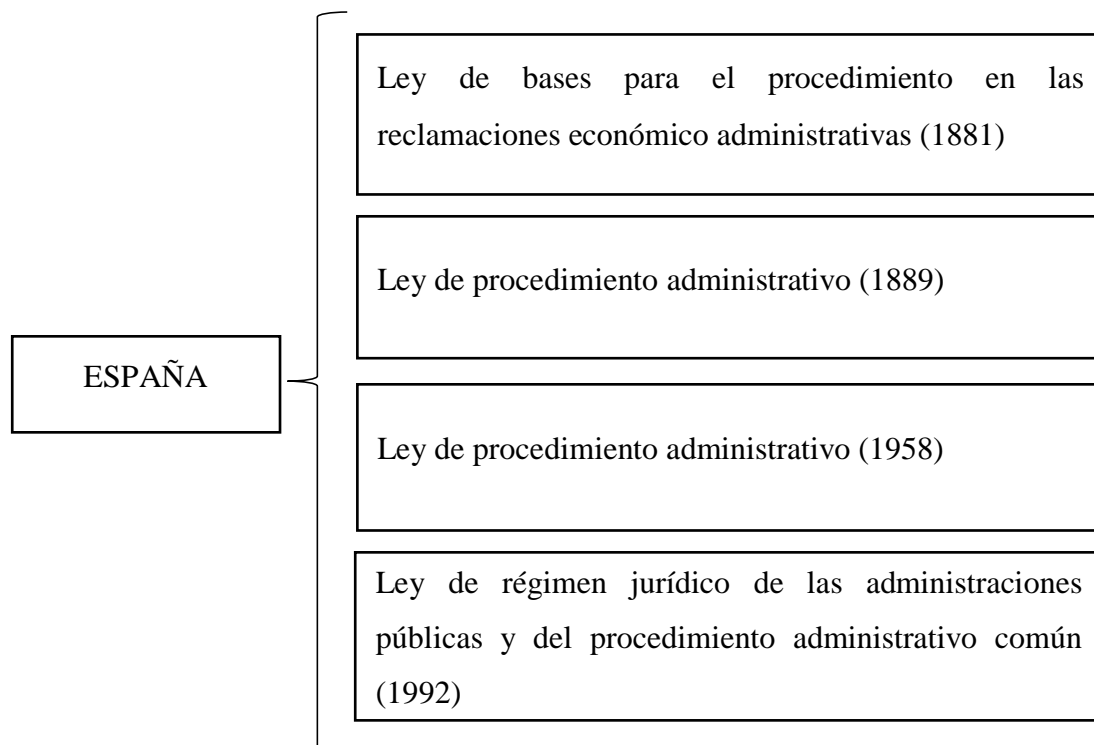 Ley de bases para el procedimiento en las
reclamaciones económico administrativas (1881)
Ley de procedimiento administrativo (1889)
ESPAÑA
Ley de procedimiento administrativo (1958)
Ley de régimen jurídico de las administraciones
públicas y del procedimiento administrativo común
(1992)